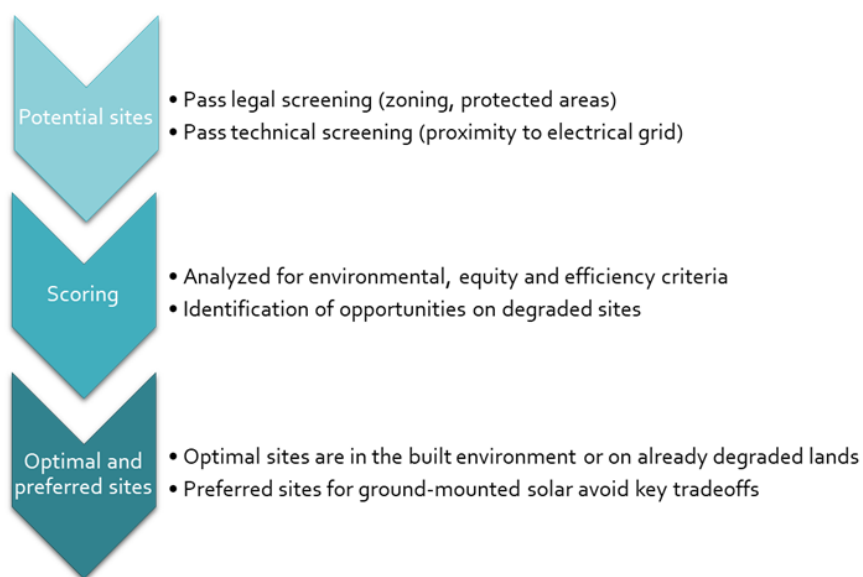 Potential sites
• Pass legal screening (zoning, protected areas)
• Pass technical screening (proximity to electrical grid)
Scoring
• Analyzed for environmental, equity and efficiency criteria
• Identification of opportunities on degraded sites
Optimal and
preferred sites
• Optimal sites are in the built environment or on already degraded lands
• Preferred sites for ground-mounted solar avoid key tradeoffs